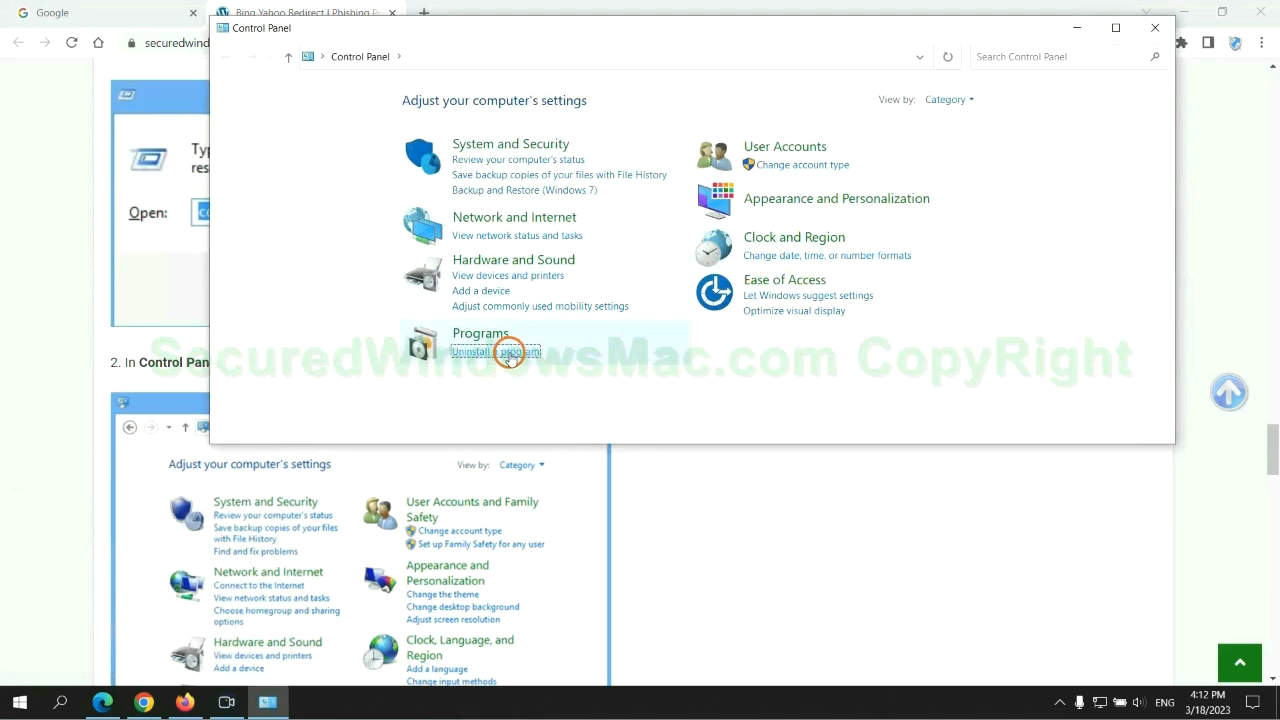 Google
Bing Yahoo Redirect | Phishing Pu
securedwind
Control Panel
Control Panel
Search Control Panel
Adjust your computer's settings
View by: Category
System and Security
Review your computer's status
Save backup copies of your files with File History
Backup and Restore (Windows 7)
Network and Internet
View network status and tasks
Hardware and Sound
View devices and printers
Add a device
Adjust commonly used mobility settings
Programs
Uninstall a program
User Accounts
Change account type
Appearance and Personalization
Clock and Region
Change date, time, or number formats
Ease of Access
Let Windows suggest settings
Optimize visual display
SecuredWindowsMac.com CopyRight
Typ
res
Open: co
2. In Control Pan
Adjust your computer's settings
View by: Category
System and Security
Review your computer's status
Save backup copies of your files
with File History
Find and fix problems
Network and Internet
Connect to the Internet
View network status and tasks
Choose homegroup and sharing
options
Hardware and Sound
View devices and printers
Add a device
User Accounts and Family
Safety
Change account type
Set up Family Safety for any user
Appearance and
Personalization
Change the theme
Change desktop background
Adjust screen resolution
Clock, Language, and
Region
Add a language
Change input methods
ENG
4:12 PM
3/18/2023